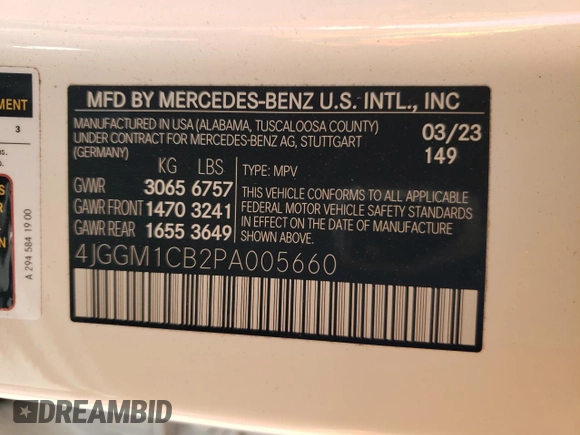 MFD BY MERCEDES-BENZ U.S. INTL., INC
MANUFACTURED IN USA (ALABAMA, TUSCALOOSA COUNTY)
UNDER CONTRACT FOR MERCEDES-BENZ AG, STUTTGART
(GERMANY)
03/23
149
KG LBS
TYPE: MPV
GVWR 3065 6757
GAWR FRONT 1470 3241
GAWR REAR 1655 3649
THIS VEHICLE CONFORMS TO ALL APPLICABLE
FEDERAL MOTOR VEHICLE SAFETY STANDARDS
IN EFFECT ON THE DATE OF MANUFACTURE
SHOWN ABOVE.
4JGGM1CB2PA005660
3
A 294 584 19 00
DREAMBID